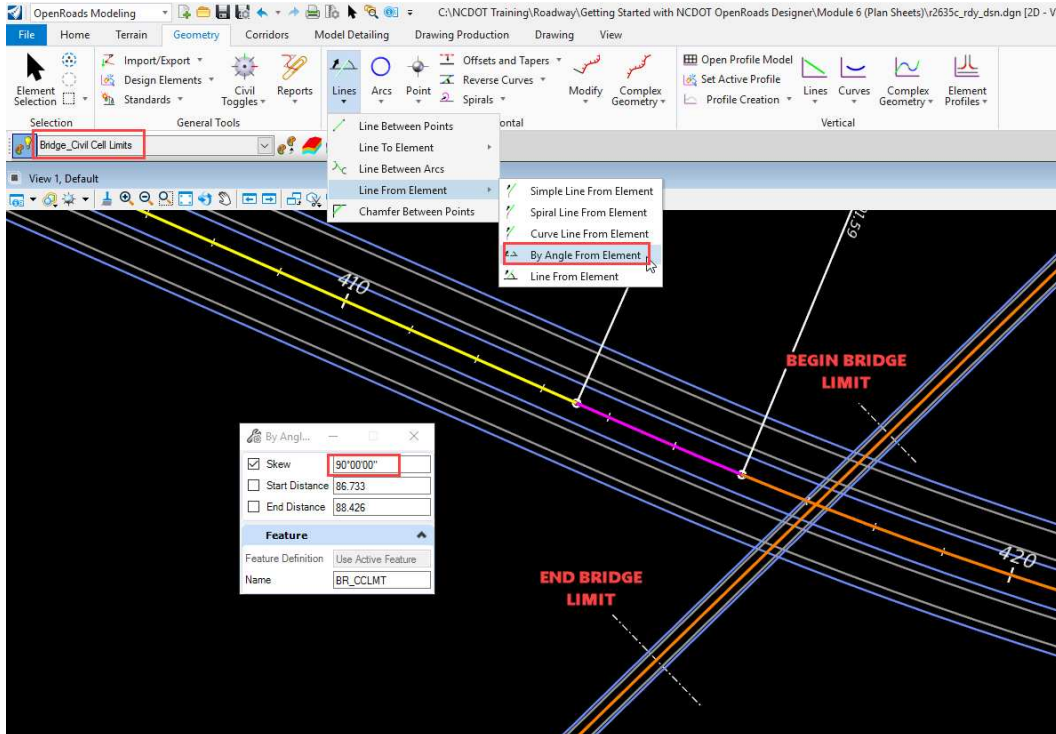 OpenRoads Modeling
C:\NCDOT Training\Roadway\Getting Started with NCDOT OpenRoads Designer\Module 6 (Plan Sheets)\r2635c_rdy_dsn.dgn [2D - V
File Home Terrain Geometry Corridors Model Detailing Drawing Production Drawing View
Element Selection
Selection
Import/Export
Design Elements
Standards
Civil Toggles
Reports
General Tools
Lines
Arcs
Point
Offsets and Tapers
Reverse Curves
Spirals
Modify
Complex Geometry
ontal
Open Profile Model
Set Active Profile
Profile Creation
Lines
Curves
Complex Geometry
Element Profiles
Vertical
Bridge_Civil Cell Limits
Line Between Points
Line To Element
Line Between Arcs
Line From Element
Chamfer Between Points
Simple Line From Element
Spiral Line From Element
Curve Line From Element
By Angle From Element
Line From Element
View 1, Default
410
BEGIN BRIDGE
LIMIT
By Angl...
Skew 90°00'00"
Start Distance 86.733
End Distance 88.426
Feature
Feature Definition Use Active Feature
Name BR_CCLMT
420
END BRIDGE
LIMIT